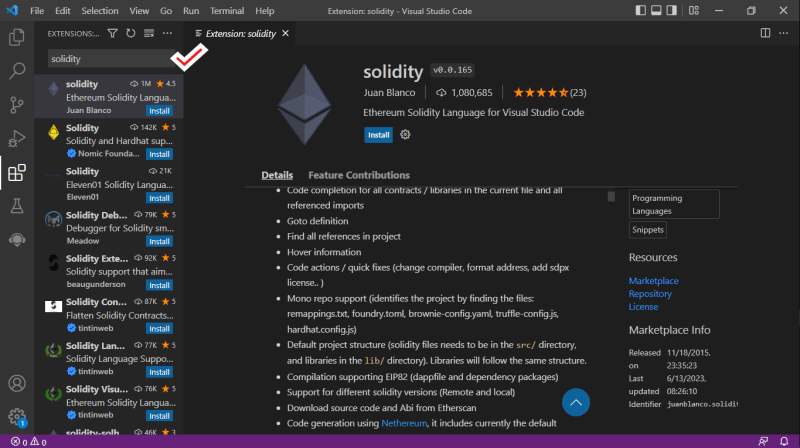 File Edit Selection View Go Run Terminal Help Extension: solidity - Visual Studio Code
EXTENSIONS:...
Extension: solidity
solidity
solidity 1M 4.5
Ethereum Solidity Langua...
Juan Blanco Install
Solidity 142K 5
Solidity and Hardhat sup...
Nomic Founda... Install
Solidity 21K
Eleven01 Solidity Langua...
Eleven01 Install
Solidity Deb... 79K 5
Debugger for Solidity sm...
Meadow Install
Solidity Exte... 92K 5
Solidity support that aim...
beaugunderson Install
Solidity Con... 87K 5
Flatten Solidity Contracts...
tintinweb Install
Solidity Lan... 77K 5
Solidity Language Suppo...
tintinweb Install
Solidity Visu... 76K 5
Ethereum Solidity Langua...
tintinweb Install
solidity-solh... 46K 3
solidity v0.0.165
Juan Blanco 1,080,685 (23)
Ethereum Solidity Language for Visual Studio Code
Install
Details Feature Contributions
• Code completion for all contracts / libraries in the current file and all
referenced imports
• Goto definition
• Find all references in project
• Hover information
• Code actions / quick fixes (change compiler, format address, add sdpx
license.. )
• Mono repo support (identifies the project by finding the files:
remappings.txt, foundry.toml, brownie-config.yaml, truffle-config.js,
hardhat.config.js)
• Default project structure (solidity files needs to be in the src/ directory,
and libraries in the lib/ directory). Libraries will follow the same structure.
• Compilation supporting EIP82 (dappfile and dependency packages)
• Support for different solidity versions (Remote and local)
• Download source code and Abi from Etherscan
• Code generation using Nethereum, it includes currently the default
Programming
Languages
Snippets
Resources
Marketplace
Repository
License
Marketplace Info
Released 11/18/2015,
on 23:35:23
Last 6/13/2023,
updated 08:26:10
Identifier juanblanco.solidit
1
0 0